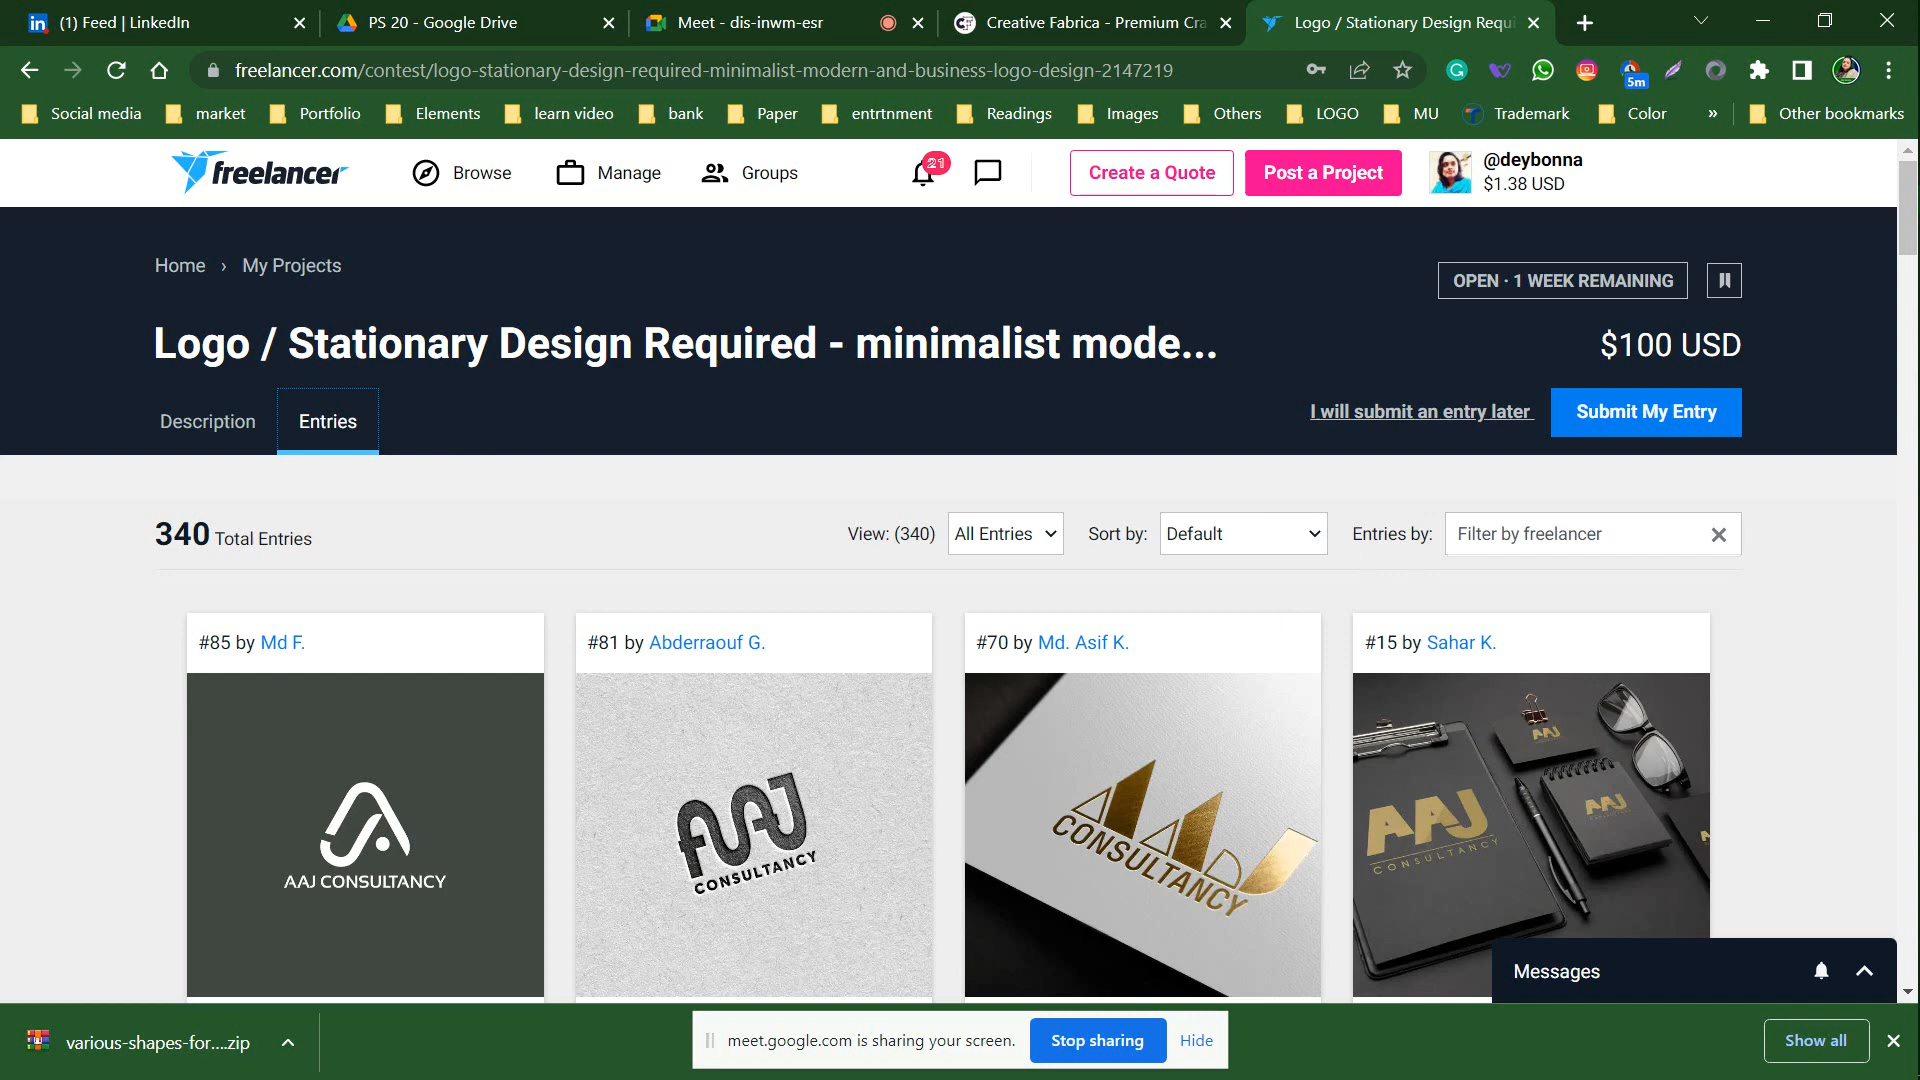 (1) Feed | LinkedIn
PS 20 - Google Drive
Meet - dis-inwm-esr
Creative Fabrica - Premium Cra
Logo / Stationary Design Requi
freelancer.com/contest/logo-stationary-design-required-minimalist-modern-and-business-logo-design-2147219
5m
Social media
market
Portfolio
Elements
learn video
bank
Paper
entrtnment
Readings
Images
Others
LOGO
MU
Trademark
Color
»
Other bookmarks
freelancer
Browse
Manage
Groups
21
Create a Quote
Post a Project
@deybonna
$1.38 USD
Home › My Projects
OPEN · 1 WEEK REMAINING
Logo / Stationary Design Required - minimalist mode...
$100 USD
Description
Entries
I will submit an entry later
Submit My Entry
340 Total Entries
View: (340)
All Entries
Sort by:
Default
Entries by:
Filter by freelancer
#85 by Md F.
#81 by Abderraouf G.
#70 by Md. Asif K.
#15 by Sahar K.
AAJ CONSULTANCY
AAJ
CONSULTANCY
AAJ
CONSULTANCY
AAJ
CONSULTANCY
AAJ
AAJ
Messages
various-shapes-for....zip
meet.google.com is sharing your screen.
Stop sharing
Hide
Show all